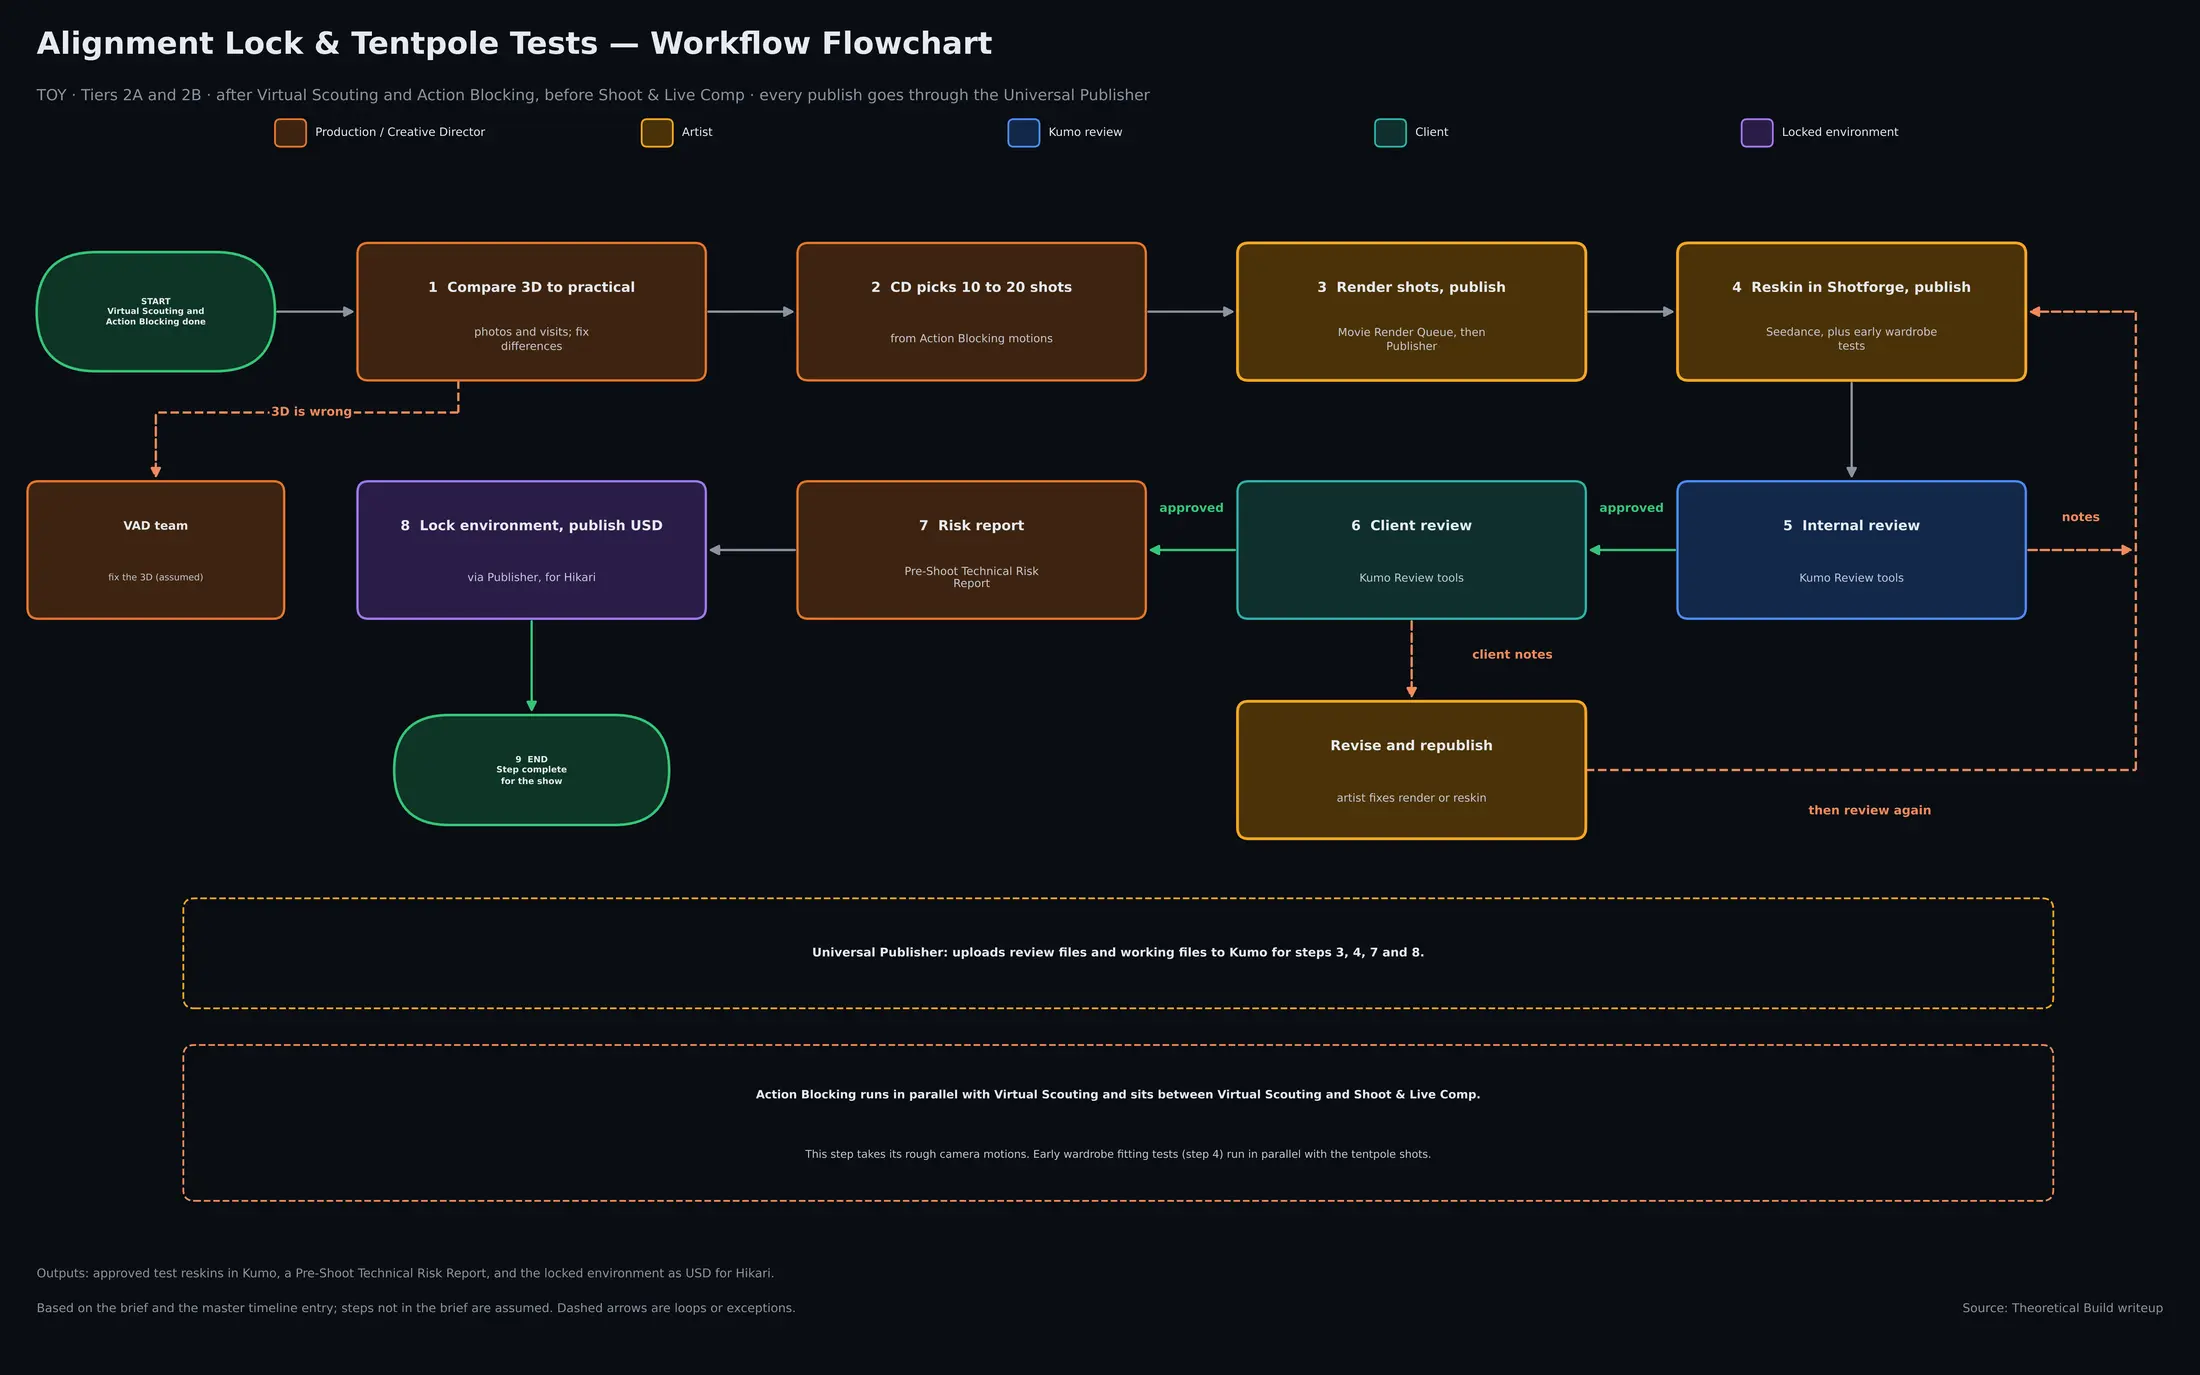 Alignment Lock & Tentpole Tests — Workflow Flowchart
TOY · Tiers 2A and 2B · after Virtual Scouting and Action Blocking, before Shoot & Live Comp · every publish goes through the Universal Publisher
Production / Creative Director
Artist
Kumo review
Client
Locked environment
START
Virtual Scouting and
Action Blocking done
1 Compare 3D to practical
photos and visits; fix
differences
2 CD picks 10 to 20 shots
from Action Blocking motions
3 Render shots, publish
Movie Render Queue, then
Publisher
4 Reskin in Shotforge, publish
Seedance, plus early wardrobe
tests
3D is wrong
VAD team
fix the 3D (assumed)
8 Lock environment, publish USD
via Publisher, for Hikari
7 Risk report
Pre-Shoot Technical Risk
Report
approved
6 Client review
Kumo Review tools
approved
5 Internal review
Kumo Review tools
notes
client notes
9 END
Step complete
for the show
Revise and republish
artist fixes render or reskin
then review again
Universal Publisher: uploads review files and working files to Kumo for steps 3, 4, 7 and 8.
Action Blocking runs in parallel with Virtual Scouting and sits between Virtual Scouting and Shoot & Live Comp.
This step takes its rough camera motions. Early wardrobe fitting tests (step 4) run in parallel with the tentpole shots.
Outputs: approved test reskins in Kumo, a Pre-Shoot Technical Risk Report, and the locked environment as USD for Hikari.
Based on the brief and the master timeline entry; steps not in the brief are assumed. Dashed arrows are loops or exceptions.
Source: Theoretical Build writeup